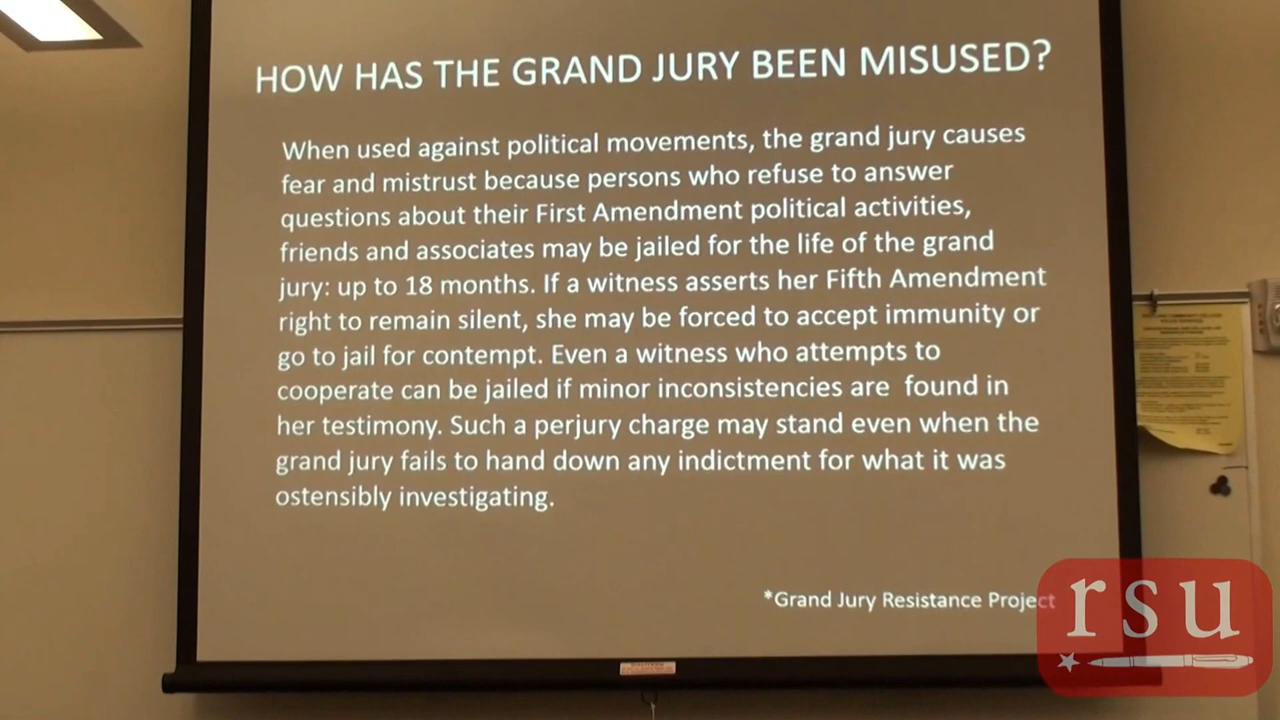 HOW HAS THE GRAND JURY BEEN MISUSED?
When used against political movements, the grand jury causes
fear and mistrust because persons who refuse to answer
questions about their First Amendment political activities,
friends and associates may be jailed for the life of the grand
jury: up to 18 months. If a witness asserts her Fifth Amendment
right to remain silent, she may be forced to accept immunity or
go to jail for contempt. Even a witness who attempts to
cooperate can be jailed if minor inconsistencies are found in
her testimony. Such a perjury charge may stand even when the
grand jury fails to hand down any indictment for what it was
ostensibly investigating.
*Grand Jury Resistance Project
rsu